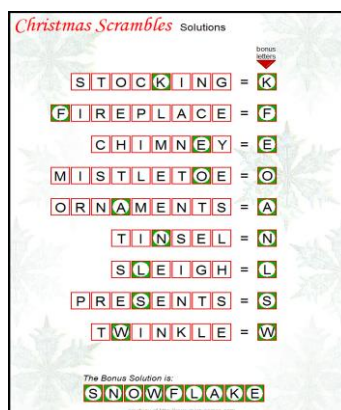 Christmas Scrambles Solutions
bonus
letters
STOCKING = K
FIREPLACE = F
CHIMNEY = E
MISTLETOE = O
ORNAMENTS = A
TINSEL = N
SLEIGH = L
PRESENTS = S
TWINKLE = W
The Bonus Solution is:
SNOWFLAKE